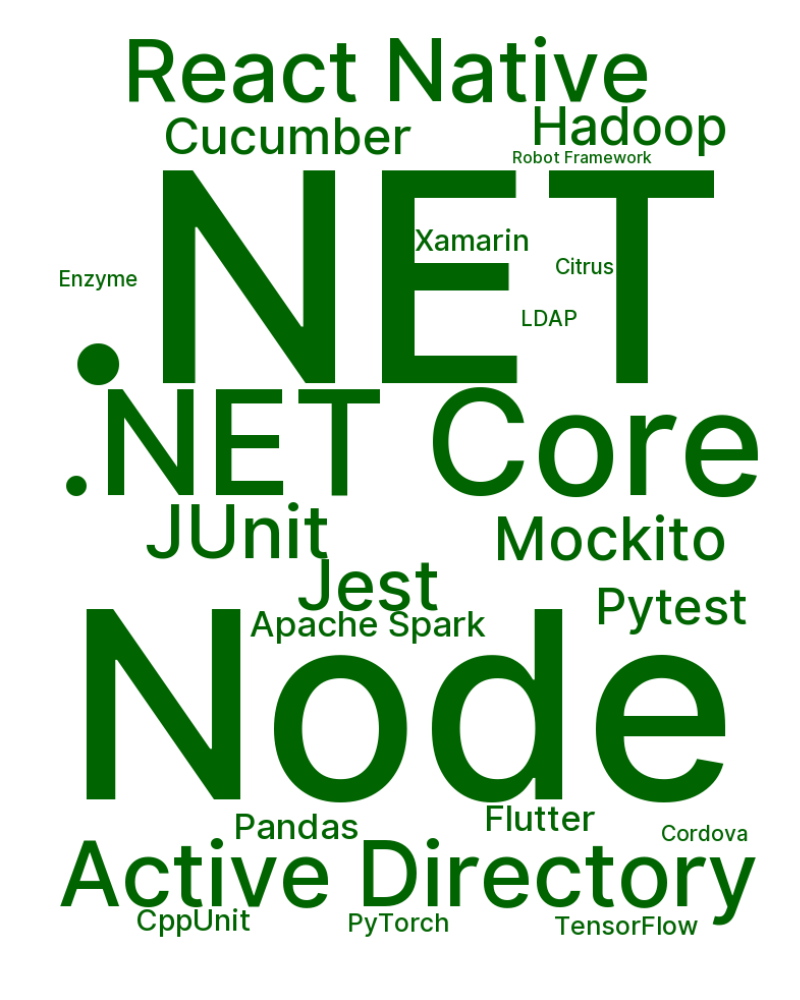 React Native
Hadoop
Cucumber
Robot Framework
.NET
Xamarin
Citrus
Enzyme
LDAP
.NET Core
JUnit
Mockito
Jest
Pytest
Apache Spark
Node
Pandas
Flutter
Cordova
Active Directory
CppUnit
PyTorch
TensorFlow